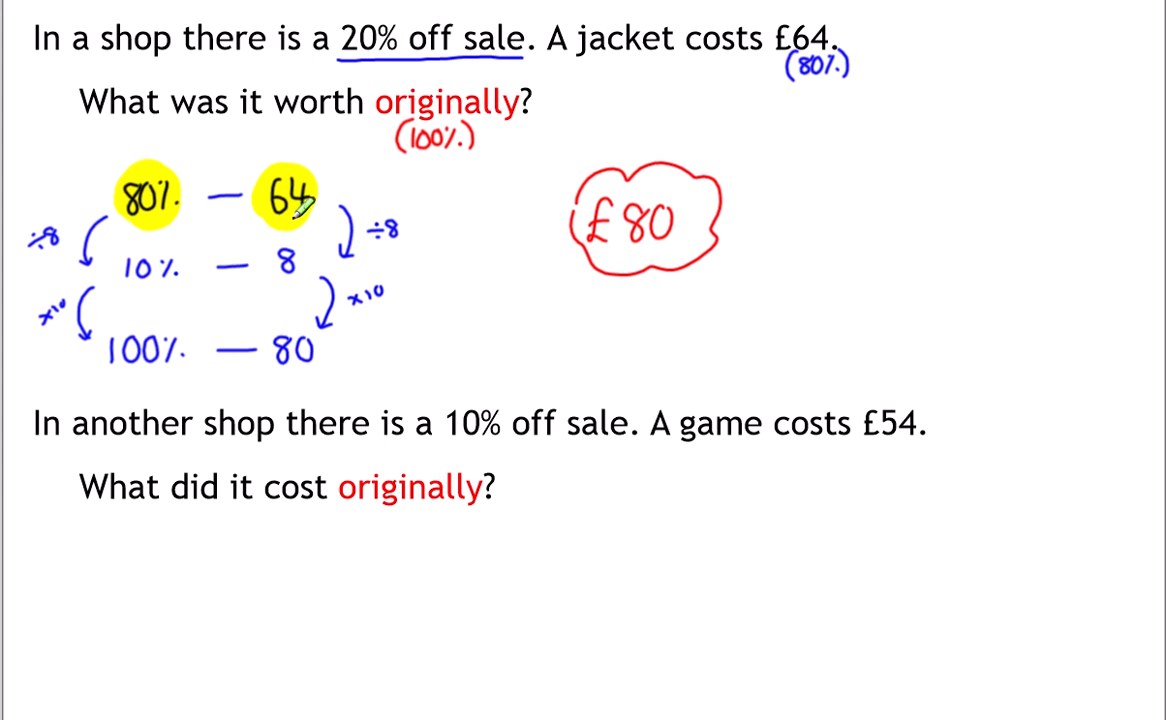 In a shop there is a 20% off sale. A jacket costs £64.
(80%)
What was it worth originally?
(100%)
80% — 64
÷8 ÷8
10% — 8
×10 ×10
100% — 80
£80
In another shop there is a 10% off sale. A game costs £54.
What did it cost originally?